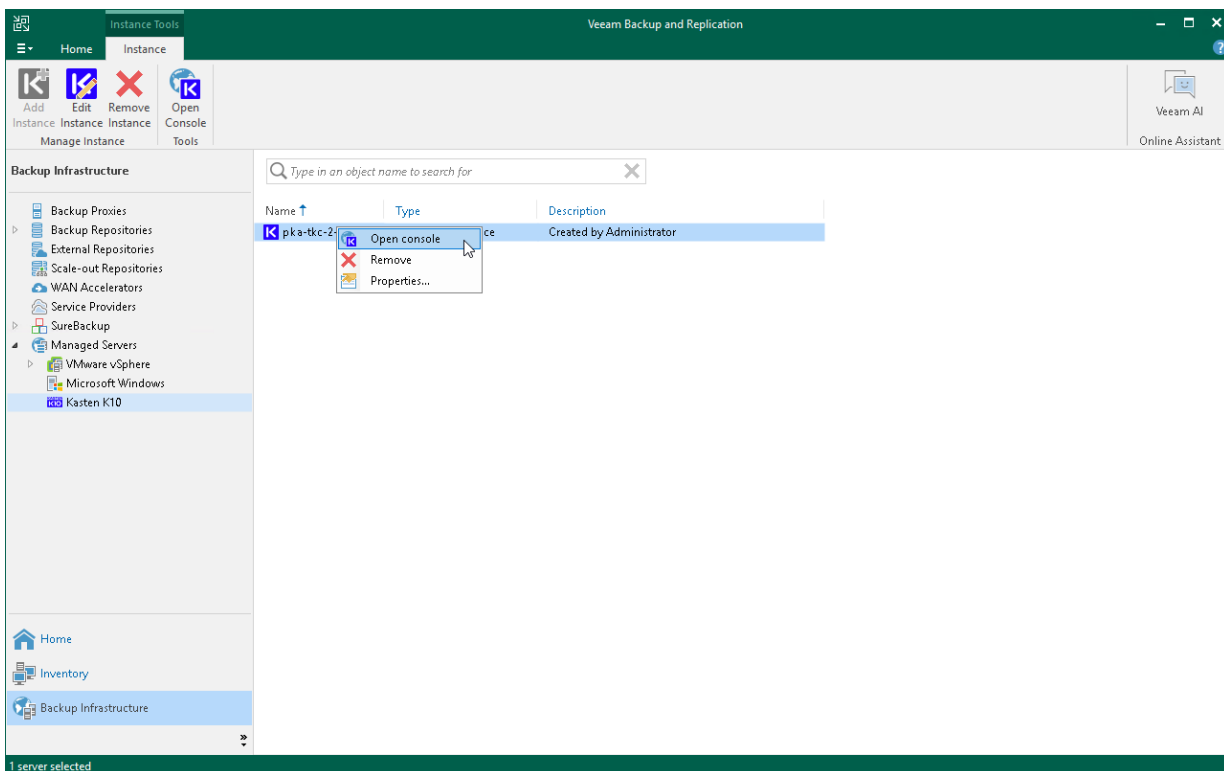 Instance Tools
Veeam Backup and Replication
Home
Instance
Add Instance
Edit Instance
Remove Instance
Open Console
Manage Instance
Tools
Veeam AI
Online Assistant
Backup Infrastructure
Type in an object name to search for
Backup Proxies
Backup Repositories
External Repositories
Scale-out Repositories
WAN Accelerators
Service Providers
SureBackup
Managed Servers
VMware vSphere
Microsoft Windows
K10 Kasten K10
Name
Type
Description
pka-tkc-2-
ce
Created by Administrator
Open console
Remove
Properties...
Home
Inventory
Backup Infrastructure
1 server selected